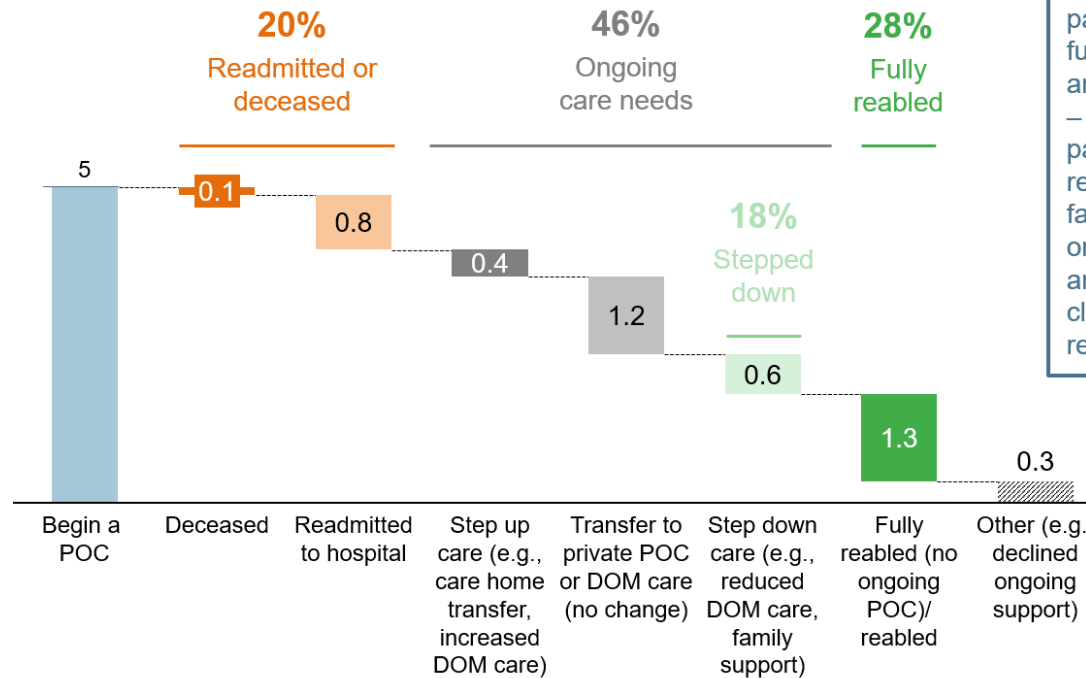 20%
Readmitted or
deceased
46%
Ongoing
care needs
28%
Fully
reabled
5
0.1
0.8
0.4
1.2
18%
Stepped
down
0.6
1.3
0.3
Begin a
POC
Deceased
Readmitted
to hospital
Step up
care (e.g.,
care home
transfer,
increased
DOM care)
Transfer to
private POC
or DOM care
(no change)
Step down
care (e.g.,
reduced
DOM care,
family
support)
Fully
reabled (no
ongoing
POC)/
reabled
Other (e.g.
declined
ongoing
support)
–